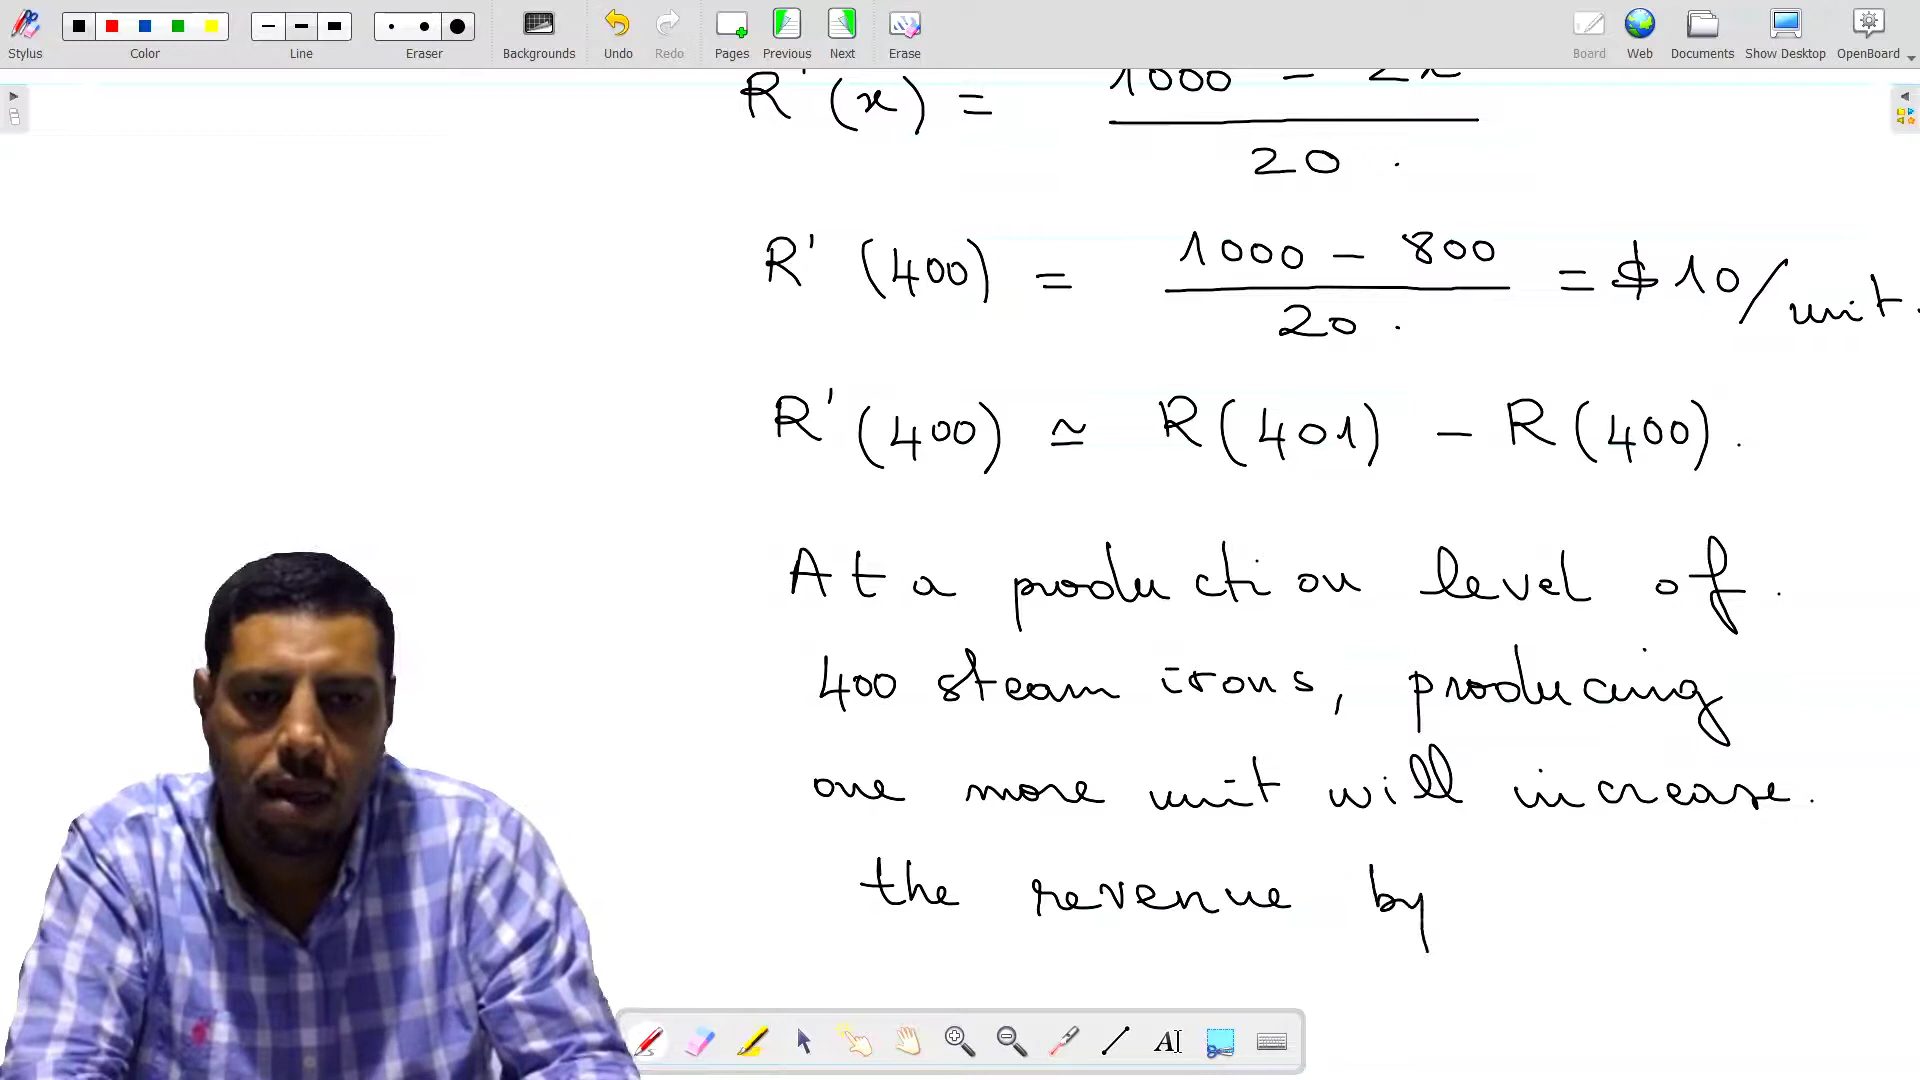 Stylus Color Line Eraser Backgrounds Undo Redo Pages Previous Next Erase Board Web Documents Show Desktop OpenBoard
R'(x) = 1000 - 2x
20.
R'(400) = 1000 - 800 = $10/unit.
20.
R'(400) ≃ R(401) - R(400).
At a production level of.
400 steam irons, producing
one more unit will increase.
the revenue by